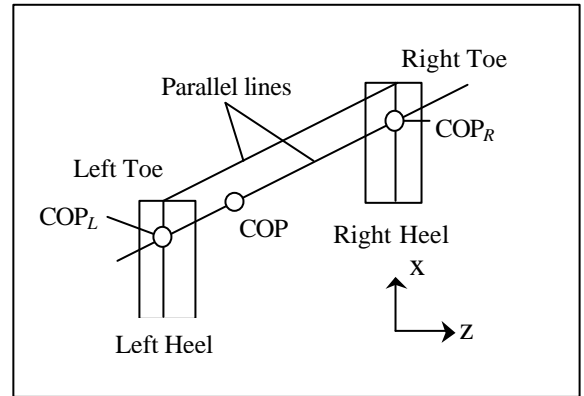 Right Toe
Parallel lines
COP_R
Left Toe
COP_L
COP
Right Heel
x
z
Left Heel